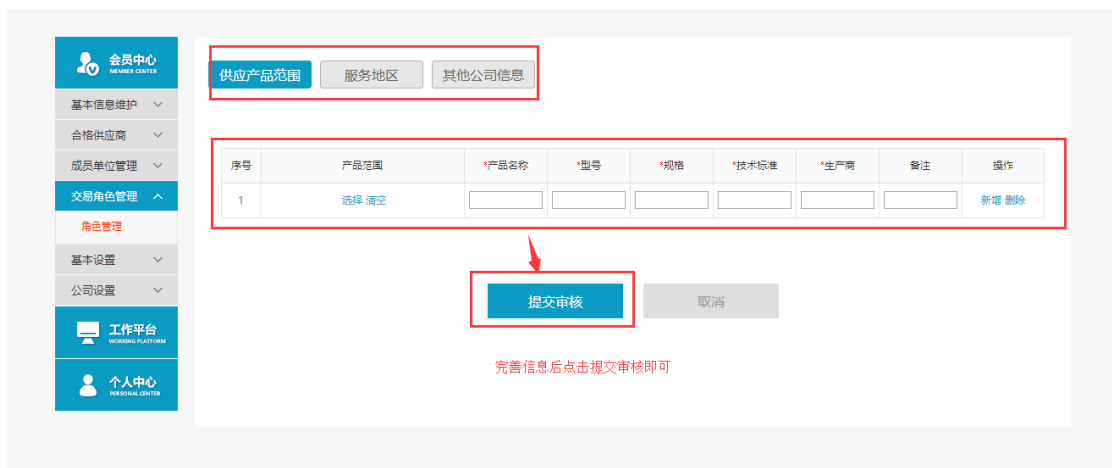 会员中心
MEMBER CENTER
基本信息维护
合格供应商
成员单位管理
交易角色管理
角色管理
基本设置
公司设置
工作平台
WORKING PLATFORM
个人中心
PERSONAL CENTER
供应产品范围 服务地区 其他公司信息
序号 产品范围 *产品名称 *型号 *规格 *技术标准 *生产商 备注 操作
1 选择 清空 新增 删除
提交审核 取消
完善信息后点击提交审核即可